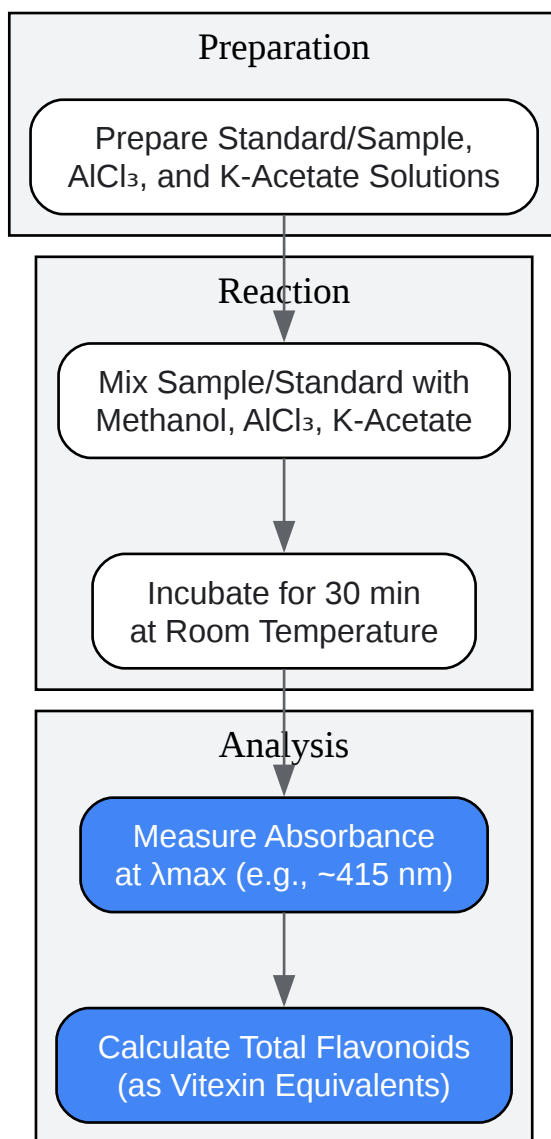 Preparation
Prepare Standard/Sample,
AlCl₃, and K-Acetate Solutions
Reaction
Mix Sample/Standard with
Methanol, AlCl₃, K-Acetate
Incubate for 30 min
at Room Temperature
Analysis
Measure Absorbance
at λmax (e.g., ~415 nm)
Calculate Total Flavonoids
(as Vitexin Equivalents)